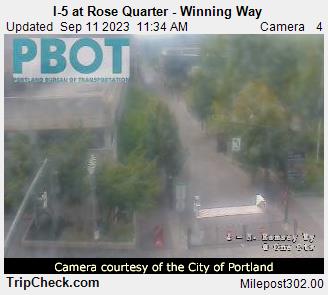 I-5 at Rose Quarter - Winning Way
Updated Sep 11 2023 11:34 AM Camera 4
PBOT
PORTLAND BUREAU OF TRANSPORTATION
Camera courtesy of the City of Portland
TripCheck.com Milepost302.00